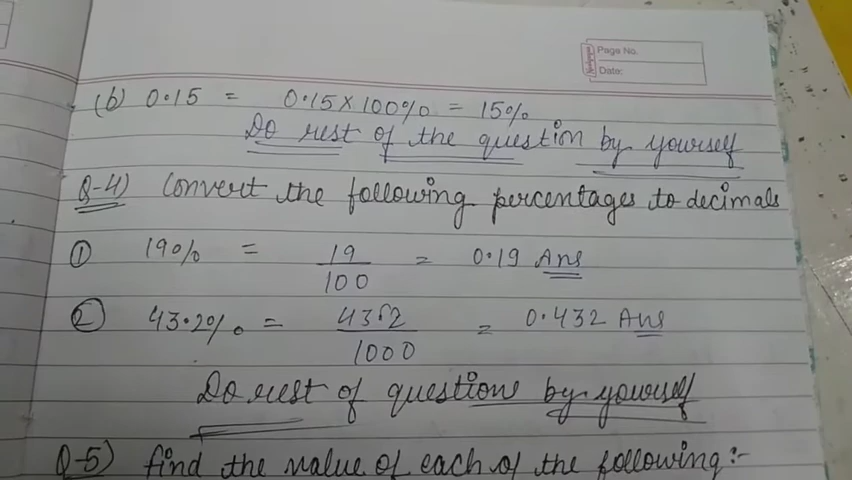 Page No.
Date:
(b) 0.15 = 0.15 × 100% = 15%
Do rest of the question by yourself
Q-4) Convert the following percentages to decimals
① 19% = 19/100 = 0.19 Ans
② 43.2% = 432/1000 = 0.432 Ans
Do rest of questions by yourself
Q-5) find the value of each of the following:-